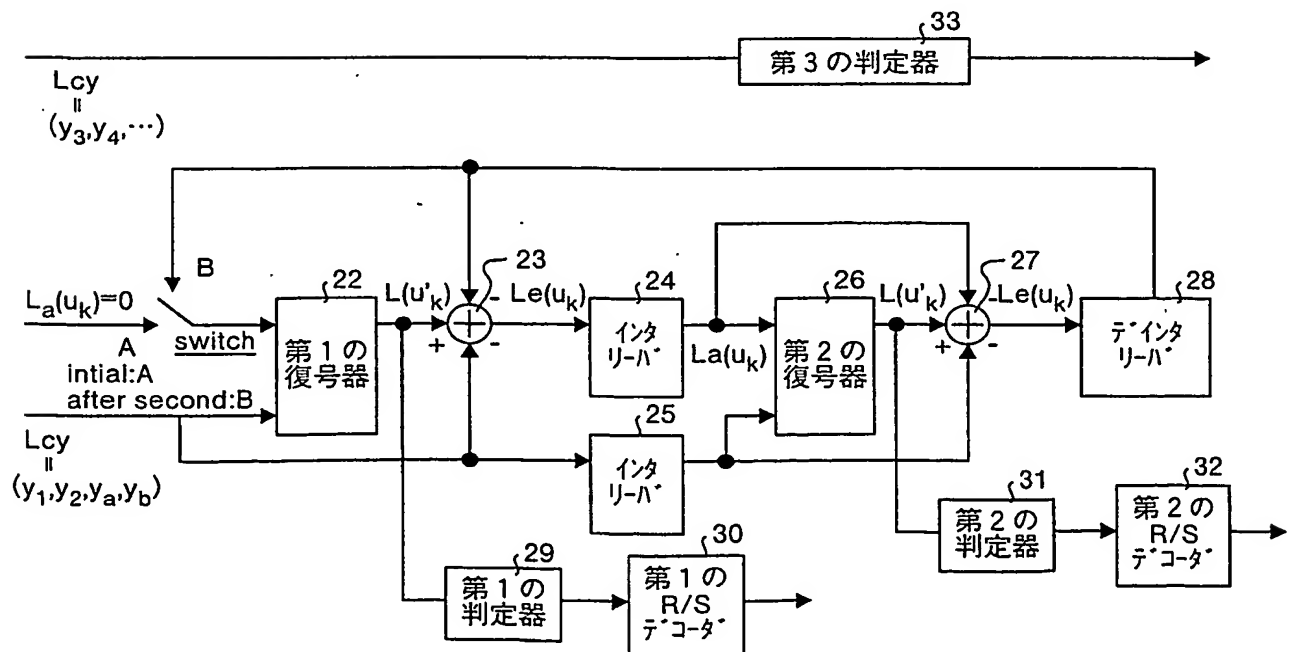 33
第3の判定器
Lcy
=
(y3,y4,…)
B
22
L(u'k)
23
-
Le(uk)
24
26
L(u'k)
27
-Le(uk)
28
La(uk)=0
A
switch
第1の
復号器
+
-
インタ
リーバ
La(uk)
第2の
復号器
+
-
デインタ
リーバ
intial:A
after second:B
25
Lcy
=
(y1,y2,ya,yb)
インタ
リーバ
31
第2の
判定器
32
第2の
R/S
デコーダ
29
第1の
判定器
30
第1の
R/S
デコーダ